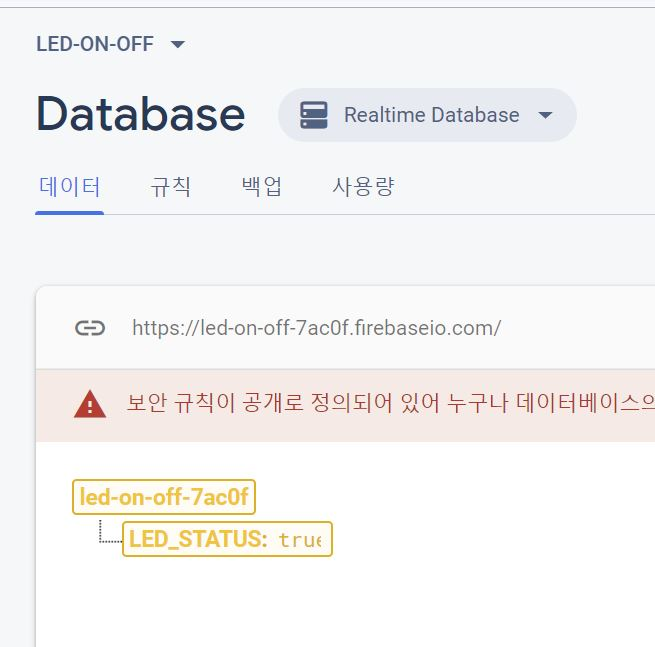 LED-ON-OFF
Database Realtime Database
데이터 규칙 백업 사용량
https://led-on-off-7ac0f.firebaseio.com/
보안 규칙이 공개로 정의되어 있어 누구나 데이터베이스의
led-on-off-7ac0f
LED_STATUS: true